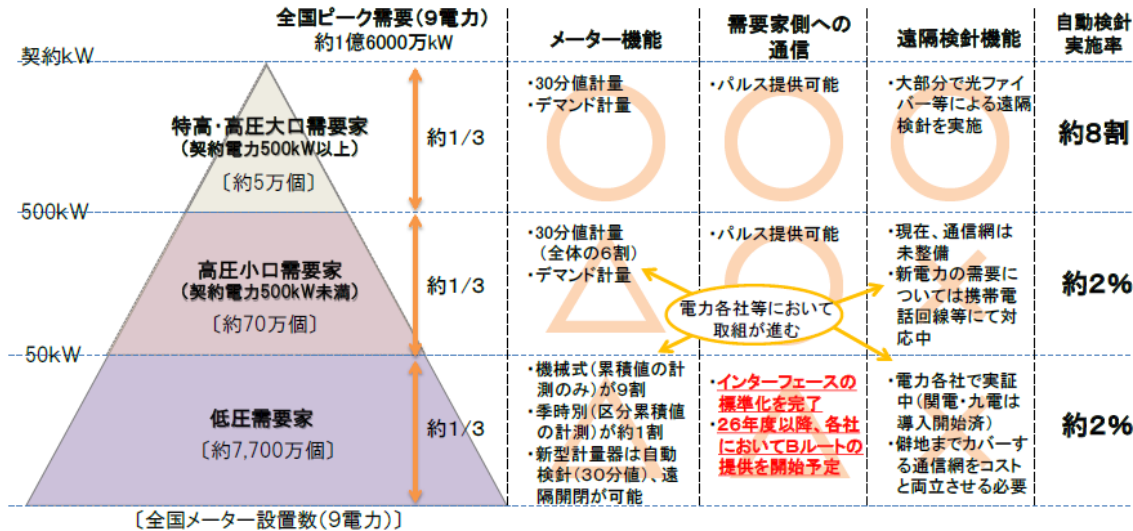 全国ピーク需要(9電力)
約1億6000万kW
メーター機能
需要家側への
通信
遠隔検針機能
自動検針
実施率
契約kW
特高・高圧大口需要家
(契約電力500kW以上)
〔約5万個〕
約1/3
・30分値計量
・デマンド計量
・パルス提供可能
・大部分で光ファイ
バー等による遠隔
検針を実施
約8割
500kW
高圧小口需要家
(契約電力500kW未満)
〔約70万個〕
約1/3
・30分値計量
(全体の6割)
・デマンド計量
・パルス提供可能
・現在、通信網は
未整備
・新電力の需要に
ついては携帯電
話回線等にて対
応中
約2%
電力各社等において
取組が進む
50kW
低圧需要家
〔約7,700万個〕
約1/3
・機械式(累積値の計
測のみ)が9割
・季時別(区分累積値
の計測)が約1割
・新型計量器は自動
検針(30分値)、遠
隔開閉が可能
・インターフェースの
標準化を完了
・26年度以降、各社
においてBルートの
提供を開始予定
・電力各社で実証
中(関電・九電は
導入開始済)
・僻地までカバーす
る通信網をコスト
と両立させる必要
約2%
〔全国メーター設置数(9電力)〕